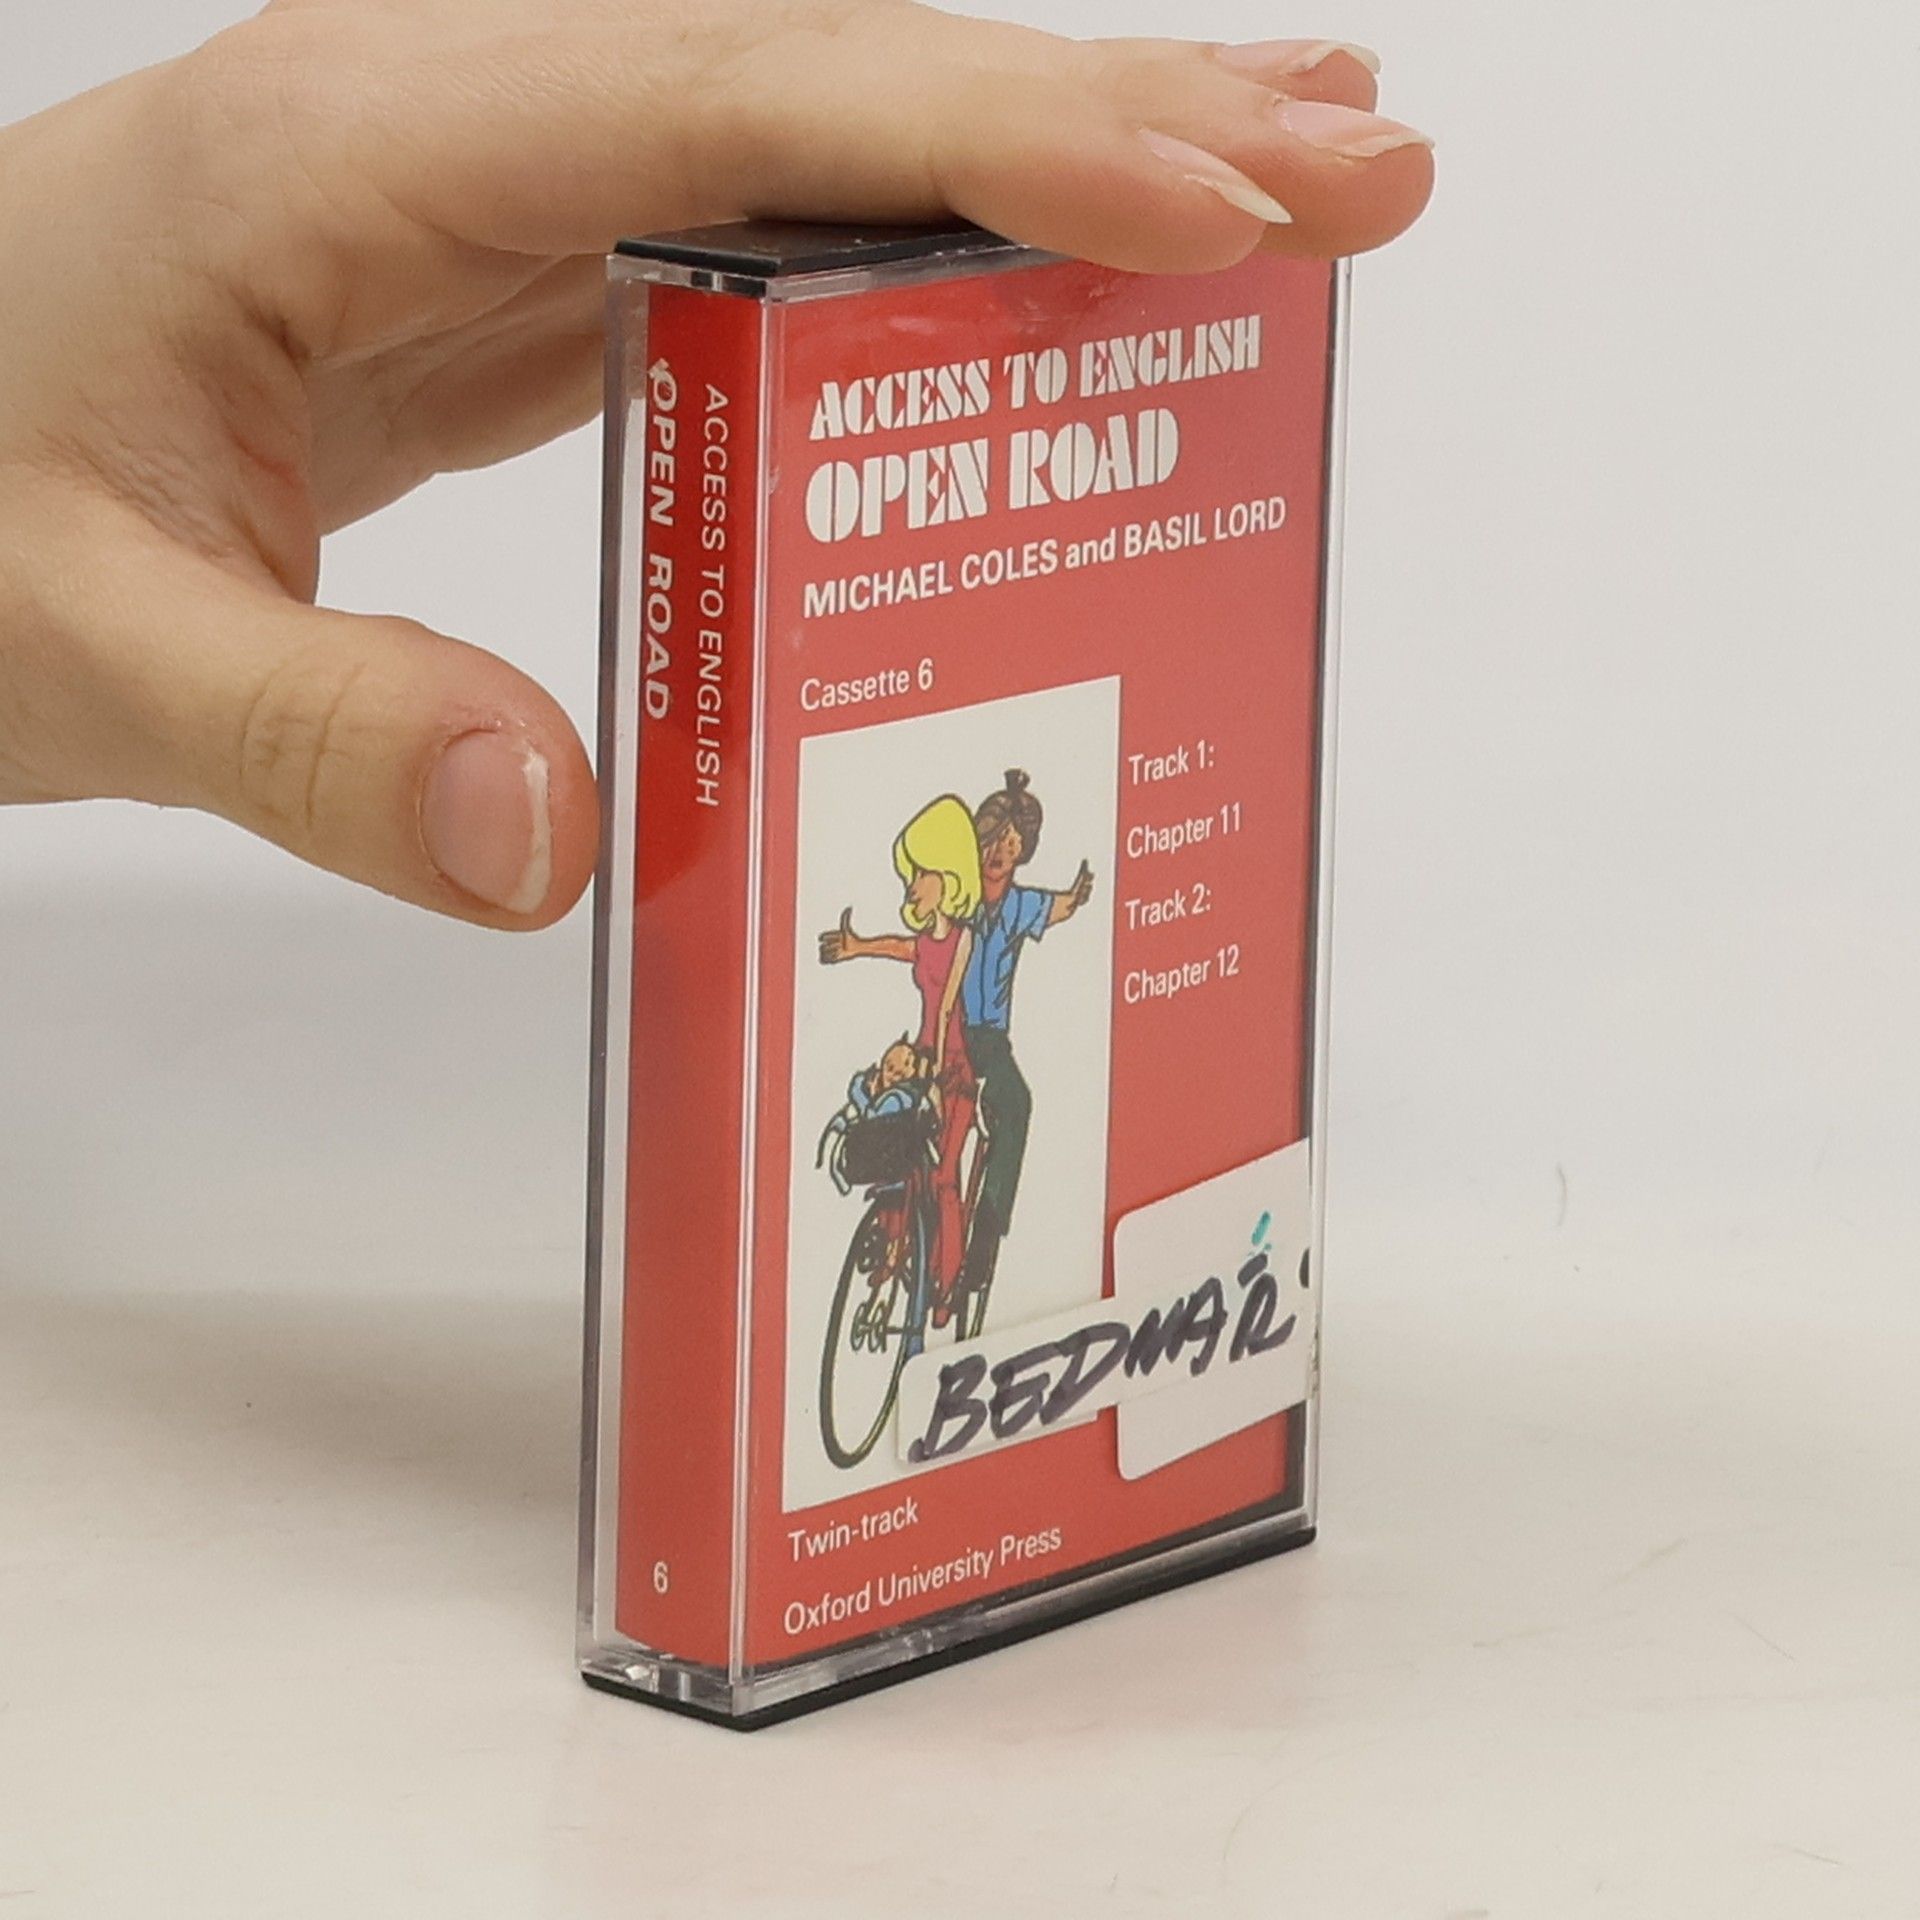 OPEN ROAD
ACCESS TO ENGLISH
6
ACCESS TO ENGLISH
OPEN ROAD
MICHAEL COLES and BASIL LORD
Cassette 6
Track 1:
Chapter 11
Track 2:
Chapter 12
BEDMAŘ
Twin-track
Oxford University Press